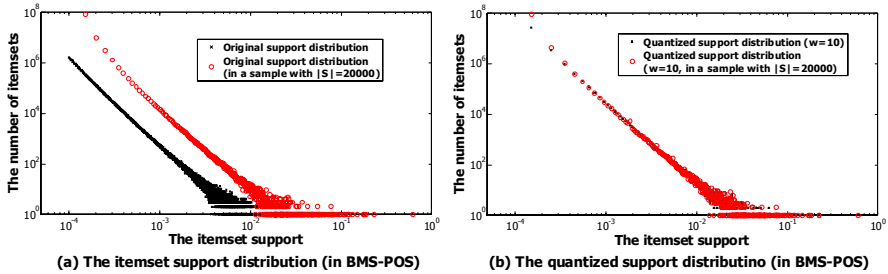 10^8
10^6
10^4
10^2
10^0
The number of itemsets
Original support distribution
Original support distribution
(in a sample with |S|=20000)
10^-4
10^-3
10^-2
10^-1
10^0
The itemset support
(a) The itemset support distribution (in BMS-POS)
10^8
10^6
10^4
10^2
10^0
The number of itemsets
Quantized support distribution (w=10)
Quantized support distribution
(w=10, in a sample with |S|=20000)
10^-4
10^-3
10^-2
10^-1
10^0
The itemset support
(b) The quantized support distributino (in BMS-POS)